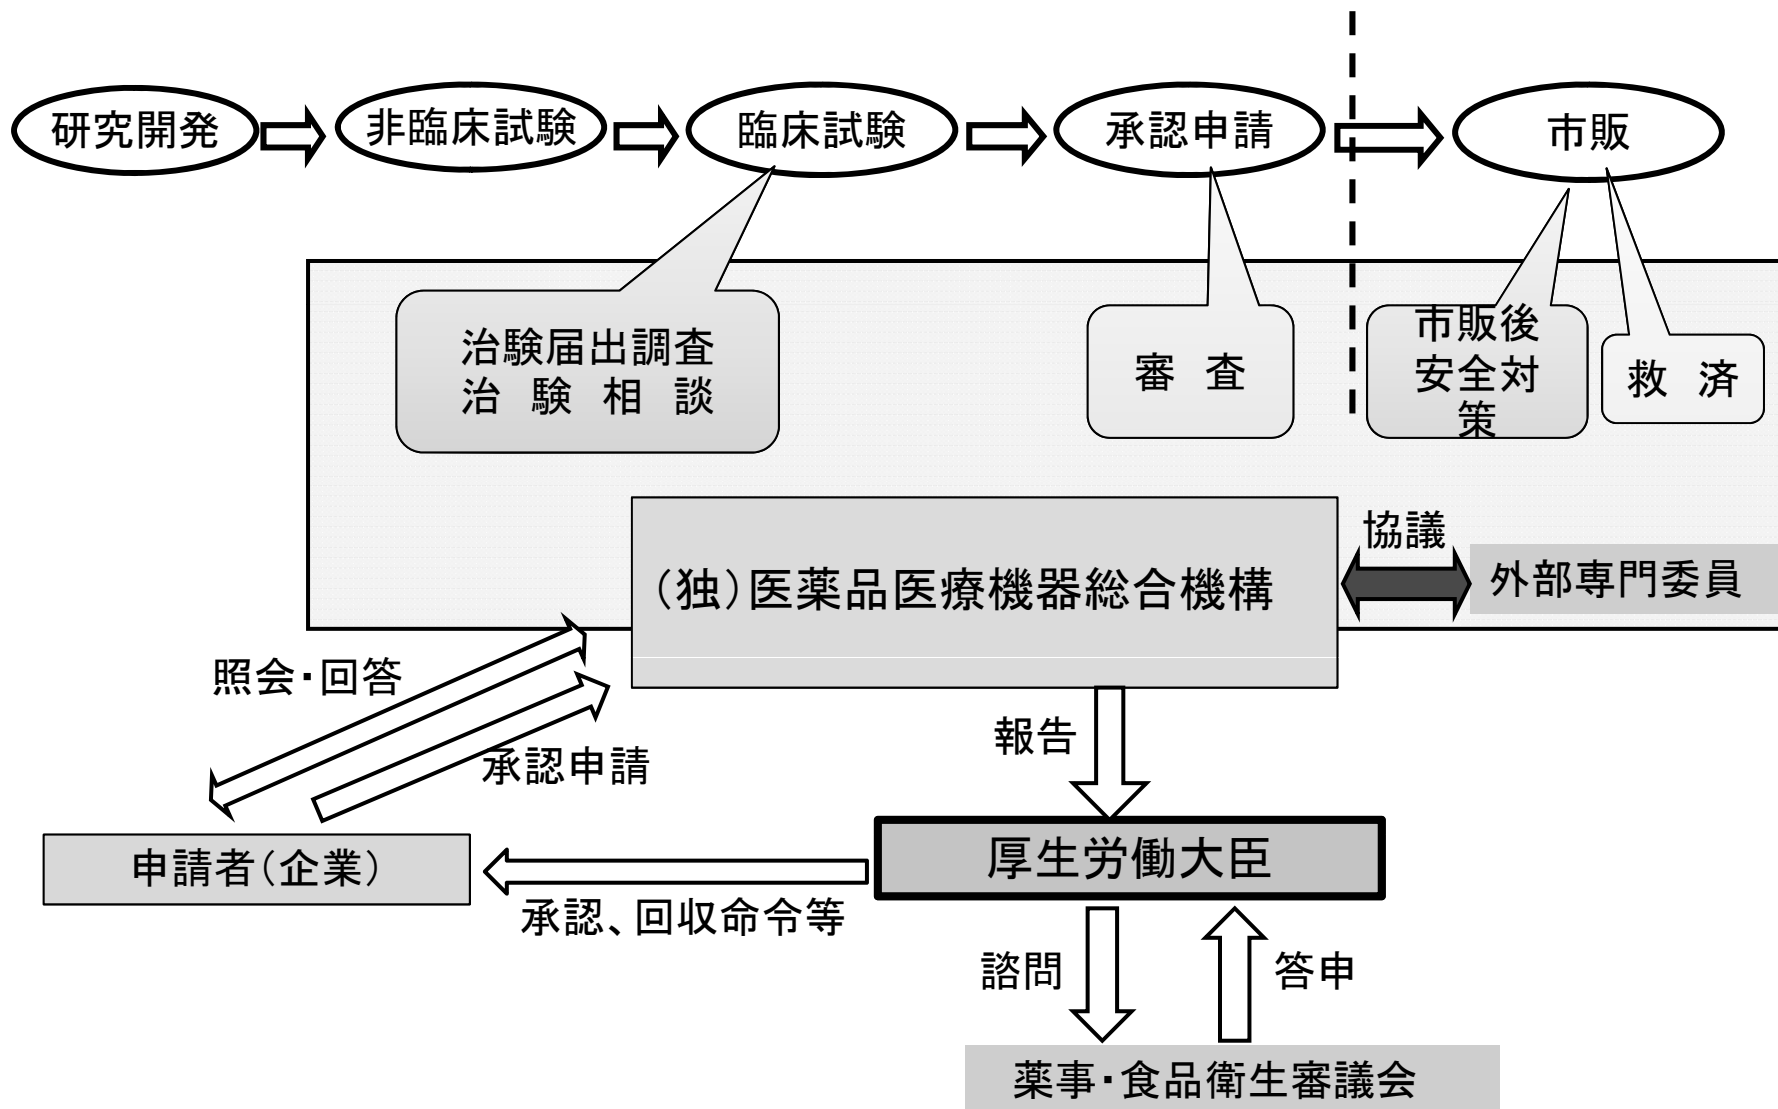 研究開発
非臨床試験
臨床試験
承認申請
市販
治験届出調査
治 験 相 談
審 査
市販後
安全対
策
救 済
(独)医薬品医療機器総合機構
協議
外部専門委員
照会・回答
承認申請
報告
申請者(企業)
厚生労働大臣
承認、回収命令等
諮問
答申
薬事・食品衛生審議会